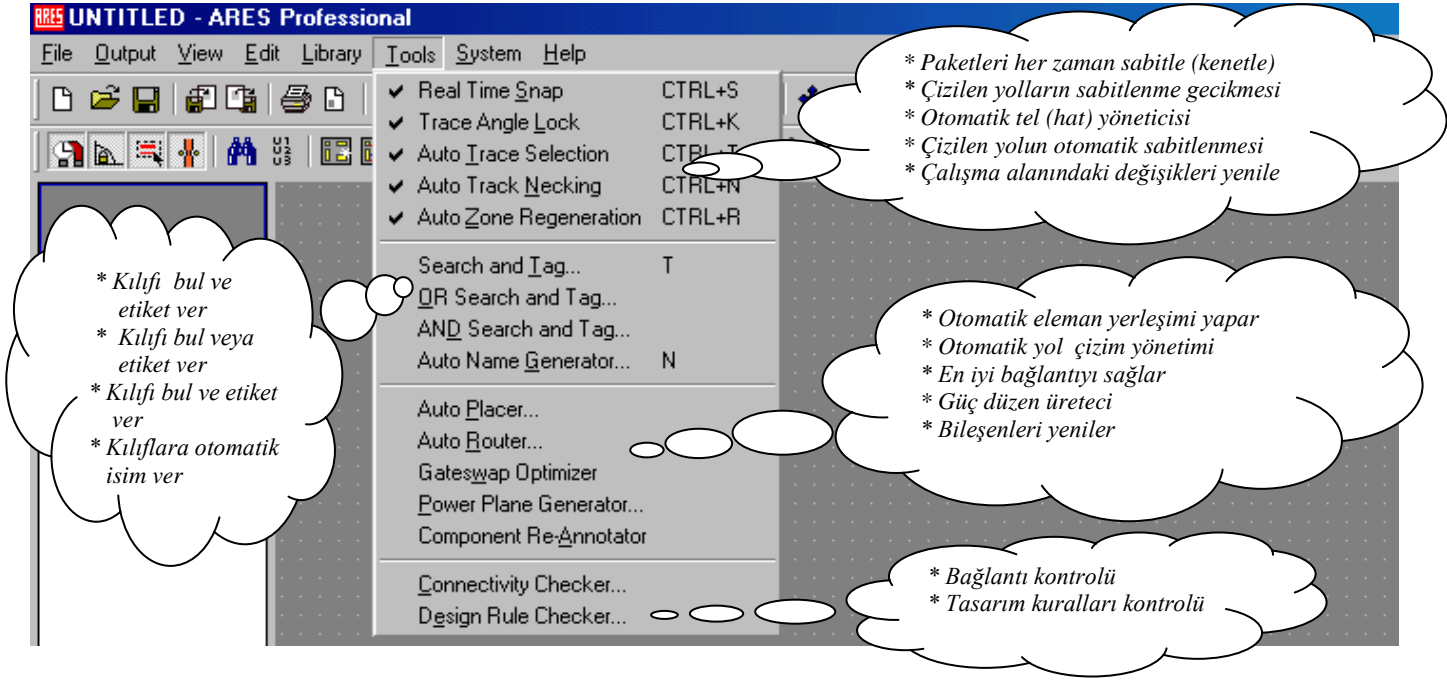 UNTITLED - ARES Professional
File Output View Edit Library Tools System Help
Real Time Snap CTRL+S
Trace Angle Lock CTRL+K
Auto Trace Selection CTRL+T
Auto Track Necking CTRL+N
Auto Zone Regeneration CTRL+R
Search and Tag... T
OR Search and Tag...
AND Search and Tag...
Auto Name Generator... N
Auto Placer...
Auto Router...
Gateswap Optimizer
Power Plane Generator...
Component Re-Annotator
Connectivity Checker...
Design Rule Checker...
* Paketleri her zaman sabitle (kenetle)
* Çizilen yolların sabitlenme gecikmesi
* Otomatik tel (hat) yöneticisi
* Çizilen yolun otomatik sabitlenmesi
* Çalışma alanındaki değişikleri yenile
* Kılıfı bul ve
etiket ver
* Kılıfı bul veya
etiket ver
* Kılıfı bul ve etiket
ver
* Kılıflara otomatik
isim ver
* Otomatik eleman yerleşimi yapar
* Otomatik yol çizim yönetimi
* En iyi bağlantıyı sağlar
* Güç düzen üreteci
* Bileşenleri yeniler
* Bağlantı kontrolü
* Tasarım kuralları kontrolü